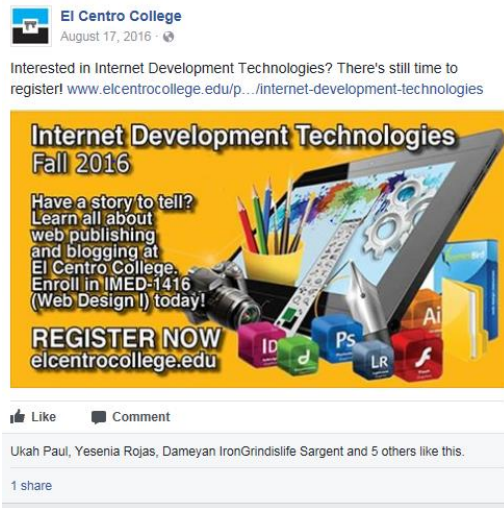 El Centro College
August 17, 2016 ·
Interested in Internet Development Technologies? There's still time to
register! www.elcentrocollege.edu/p.../internet-development-technologies
Internet Development Technologies
Fall 2016
Have a story to tell?
Learn all about
web publishing
and blogging at
El Centro College.
Enroll in IMED-1416
(Web Design I) today!
REGISTER NOW
elcentrocollege.edu
ID
d
Ps
LR
Ai
Like Comment
Ukah Paul, Yesenia Rojas, Dameyan IronGrindislife Sargent and 5 others like this.
1 share